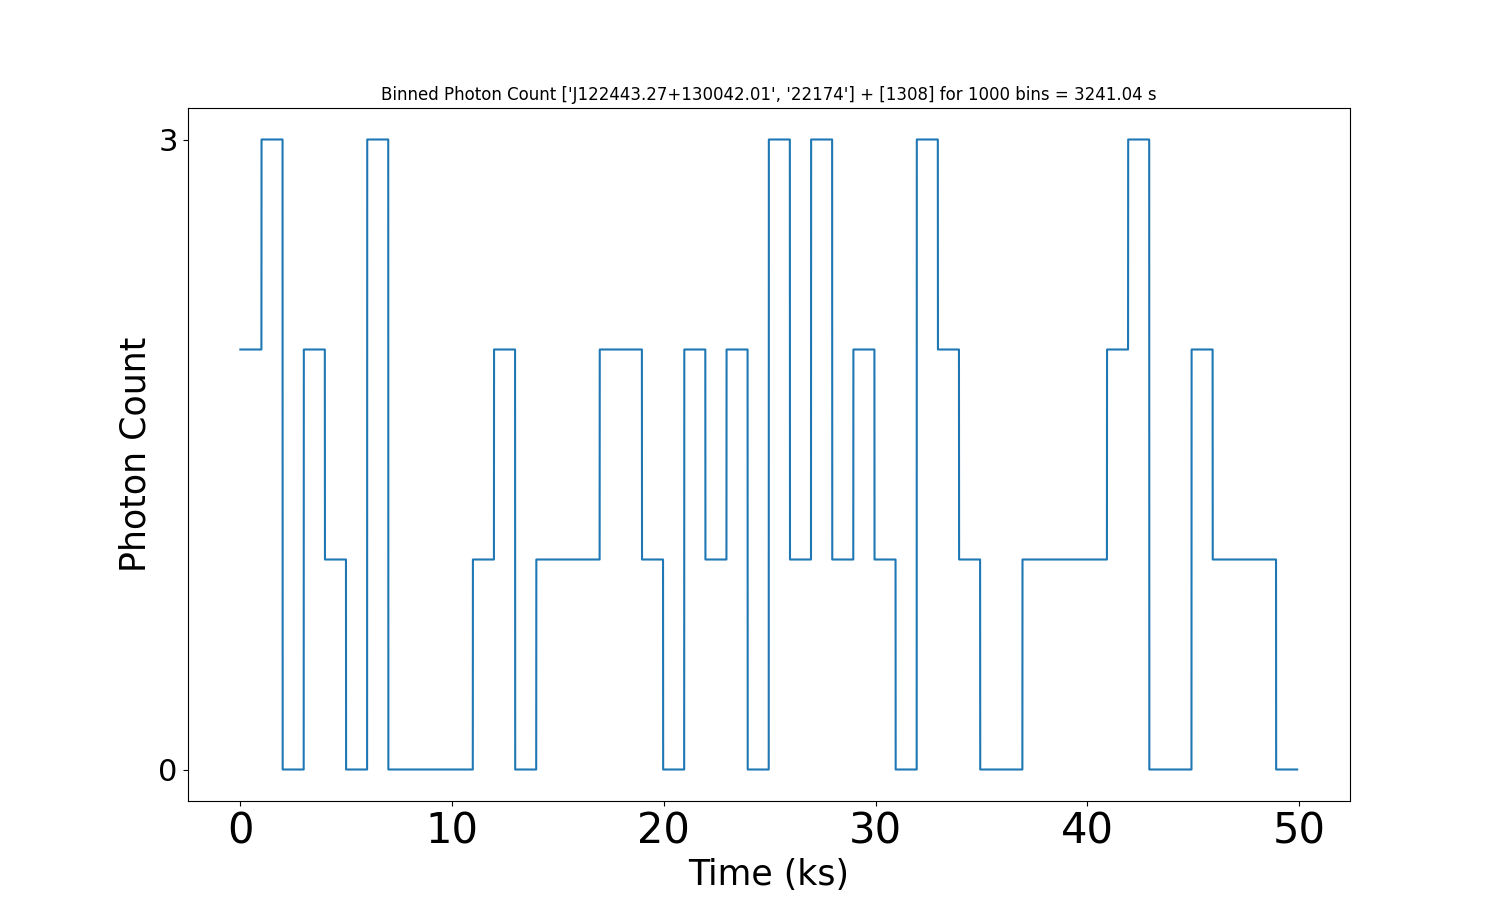 Binned Photon Count ['J122443.27+130042.01', '22174'] + [1308] for 1000 bins = 3241.04 s
3
Photon Count
0
0 10 20 30 40 50
Time (ks)